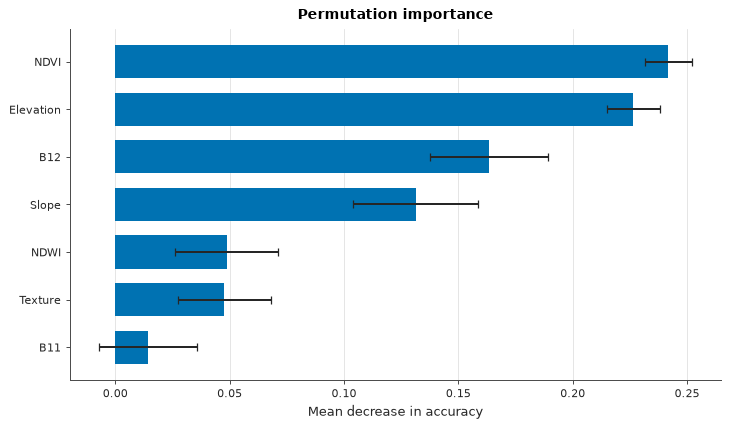 Permutation importance
NDVI
Elevation
B12
Slope
NDWI
Texture
B11
0.00 0.05 0.10 0.15 0.20 0.25
Mean decrease in accuracy